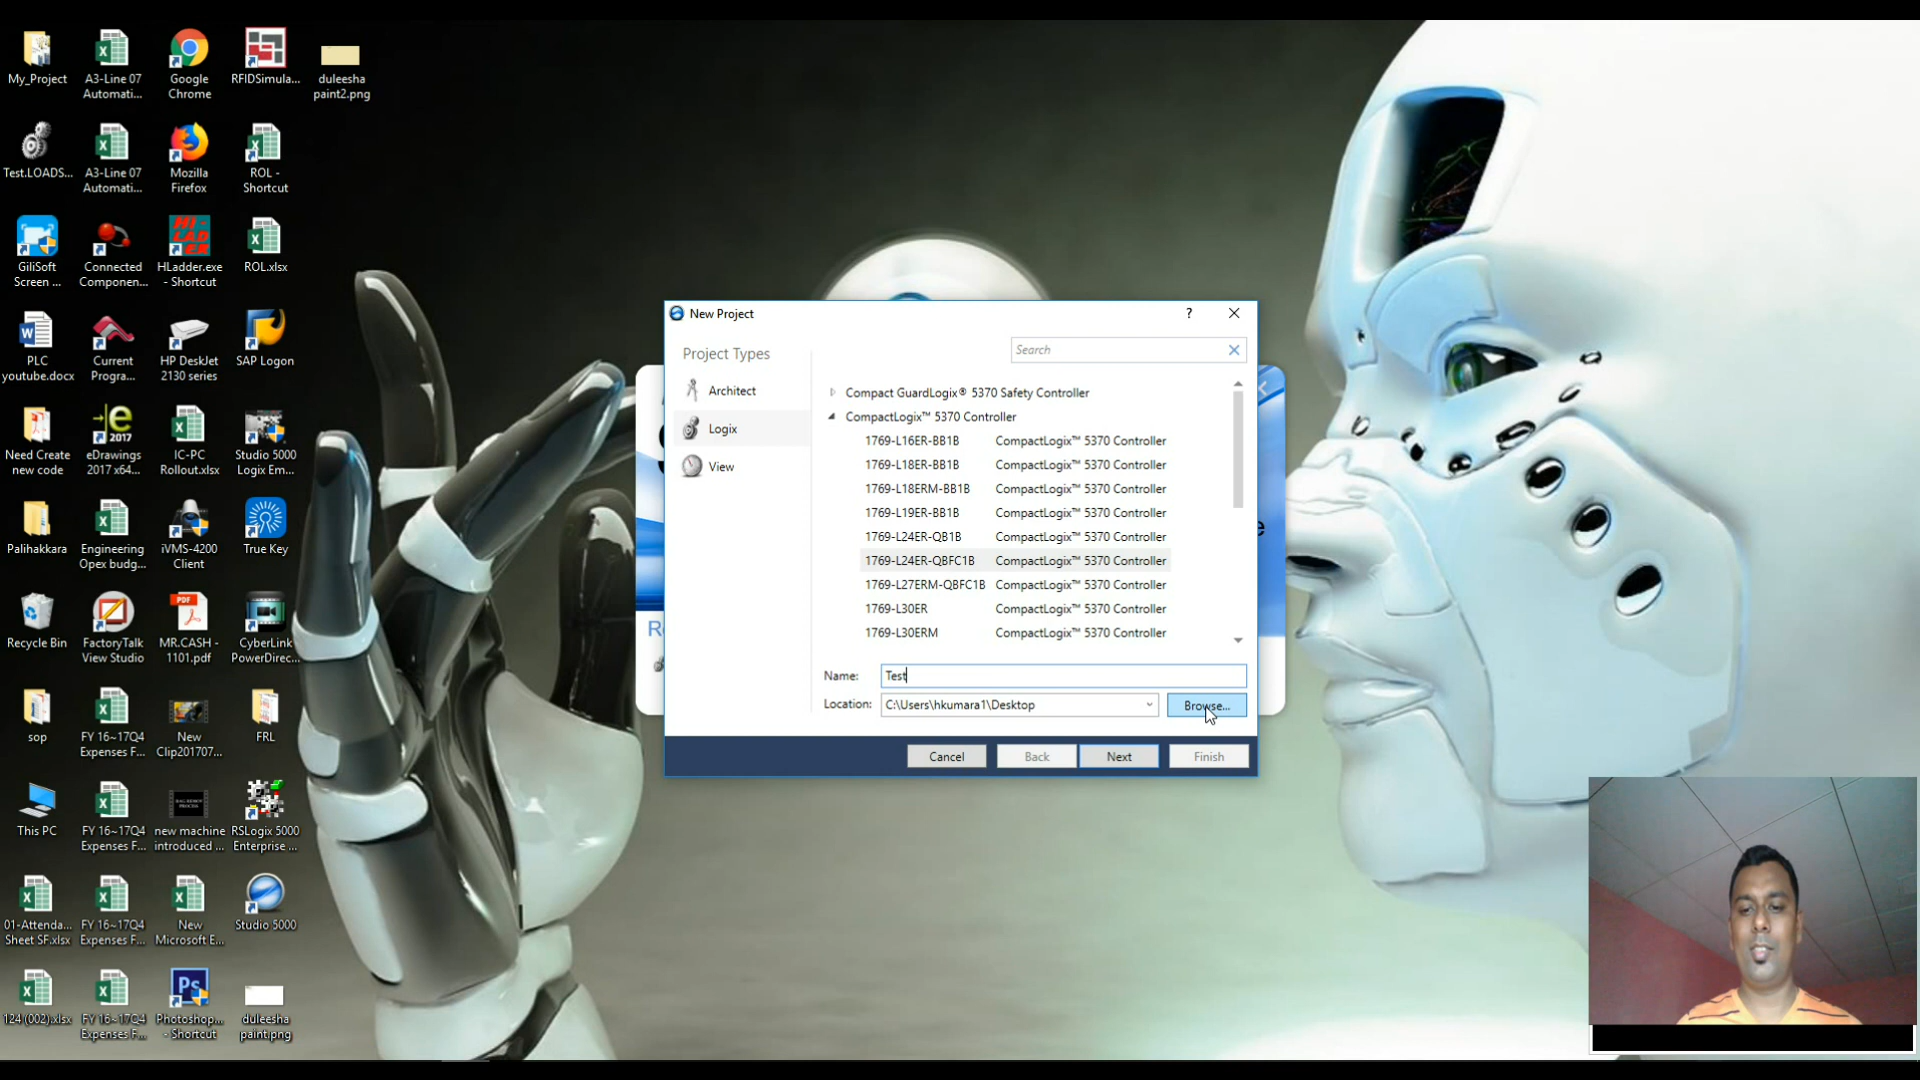 My_Project
A3-Line 07
Automati...
Google
Chrome
RFIDSimula...
duleesha
paint2.png
Test.LOADS...
A3-Line 07
Automati...
Mozilla
Firefox
ROL -
Shortcut
GiliSoft
Screen ...
Connected
Componen...
HLadder.exe
- Shortcut
ROL.xlsx
PLC
youtube.docx
Current
Progra...
HP DeskJet
2130 series
SAP Logon
Need Create
new code
eDrawings
2017 x64...
IC-PC
Rollout.xlsx
Studio 5000
Logix Em...
Palihakkara
Engineering
Opex budg...
iVMS-4200
Client
True Key
Recycle Bin
FactoryTalk
View Studio
MR.CASH -
1101.pdf
CyberLink
PowerDirec...
sop
FY 16~17Q4
Expenses F...
New
Clip201707...
FRL
This PC
FY 16~17Q4
Expenses F...
new machine
introduced ...
RSLogix 5000
Enterprise ...
01-Attenda...
Sheet SF.xlsx
FY 16~17Q4
Expenses F...
New
Microsoft E...
Studio 5000
124 (002).xlsx
FY 16~17Q4
Expenses F...
Photoshop...
- Shortcut
duleesha
paint.png
New Project
?
Project Types
Search
Architect
Logix
View
Compact GuardLogix® 5370 Safety Controller
CompactLogix™ 5370 Controller
1769-L16ER-BB1B CompactLogix™ 5370 Controller
1769-L18ER-BB1B CompactLogix™ 5370 Controller
1769-L18ERM-BB1B CompactLogix™ 5370 Controller
1769-L19ER-BB1B CompactLogix™ 5370 Controller
1769-L24ER-QB1B CompactLogix™ 5370 Controller
1769-L24ER-QBFC1B CompactLogix™ 5370 Controller
1769-L27ERM-QBFC1B CompactLogix™ 5370 Controller
1769-L30ER CompactLogix™ 5370 Controller
1769-L30ERM CompactLogix™ 5370 Controller
Name: Test
Location: C:\Users\hkumara1\Desktop Browse...
Cancel Back Next Finish